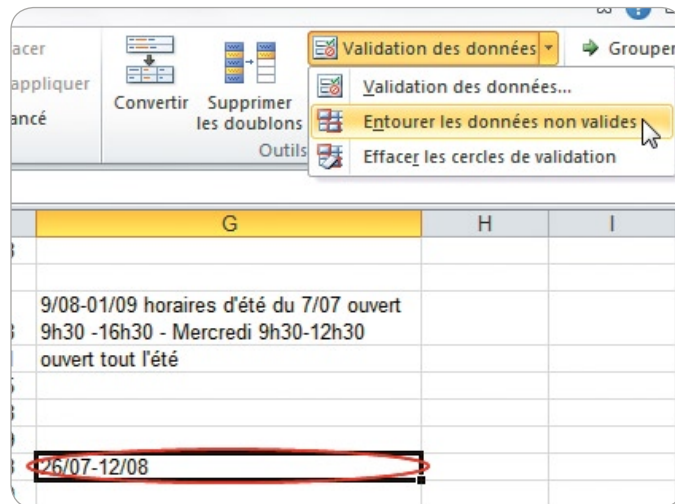 acer
appliquer
ancé
Convertir
Supprimer
les doublons
Outils
Validation des données
Grouper
Validation des données...
Entourer les données non valides
Effacer les cercles de validation
G H I
9/08-01/09 horaires d'été du 7/07 ouvert
9h30 -16h30 - Mercredi 9h30-12h30
ouvert tout l'été
26/07-12/08